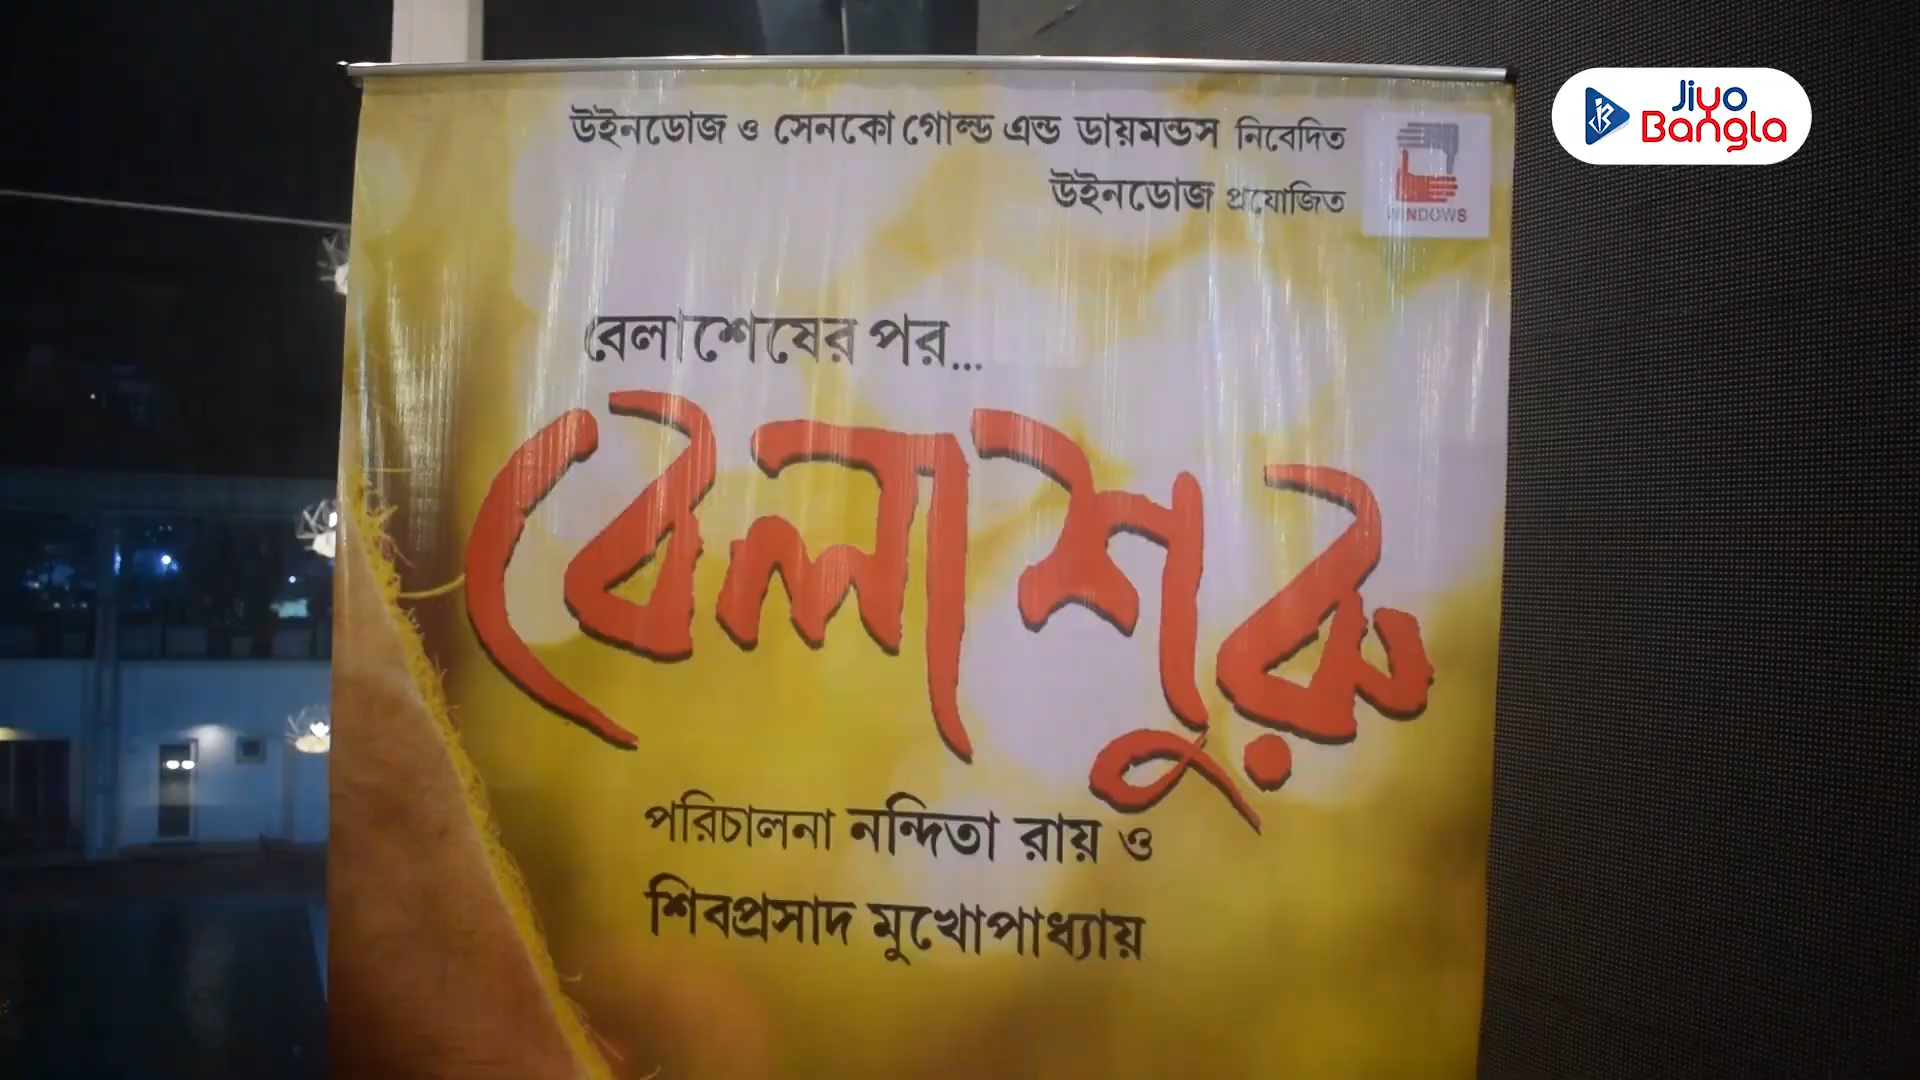 উইনডোজ ও সেনকো গোল্ড এন্ড ডায়মন্ডস নিবেদিত
উইনডোজ প্রযোজিত
WINDOWS
Jiyo
Bangla
বেলাশেষের পর...
বেলাশুরু
পরিচালনা নন্দিতা রায় ও
শিবপ্রসাদ মুখোপাধ্যায়